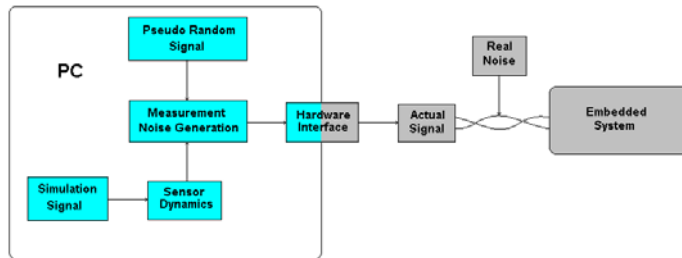 Pseudo Random
Signal
PC
Real
Noise
Measurement
Noise Generation
Hardware
Interface
Actual
Signal
Embedded
System
Simulation
Signal
Sensor
Dynamics